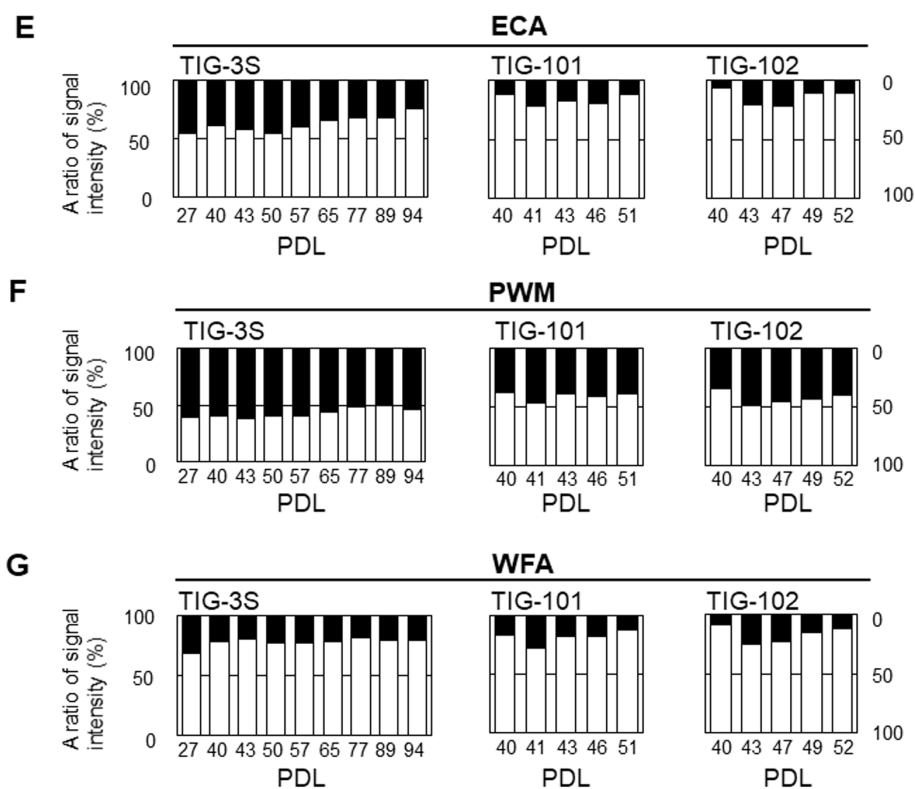 E
ECA
TIG-3S TIG-101 TIG-102
A ratio of signal
intensity (%)
100
50
0
0
50
100
27 40 43 50 57 65 77 89 94
40 41 43 46 51
40 43 47 49 52
PDL PDL PDL
F
PWM
TIG-3S TIG-101 TIG-102
A ratio of signal
intensity (%)
100
50
0
0
50
100
27 40 43 50 57 65 77 89 94
40 41 43 46 51
40 43 47 49 52
PDL PDL PDL
G
WFA
TIG-3S TIG-101 TIG-102
A ratio of signal
intensity (%)
100
50
0
0
50
100
27 40 43 50 57 65 77 89 94
40 41 43 46 51
40 43 47 49 52
PDL PDL PDL